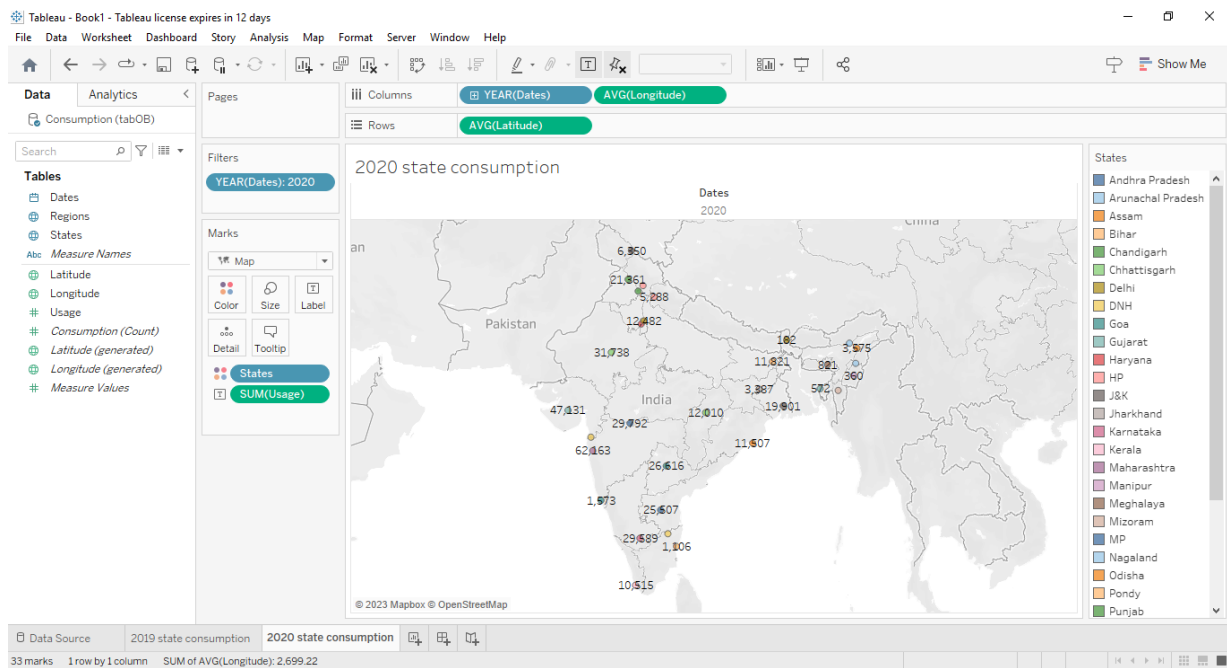 Tableau - Book1 - Tableau license expires in 12 days
File Data Worksheet Dashboard Story Analysis Map Format Server Window Help
Show Me
Data Analytics
Consumption (tabOB)
Search
Tables
Dates
Regions
States
Abc Measure Names
Latitude
Longitude
# Usage
# Consumption (Count)
Latitude (generated)
Longitude (generated)
# Measure Values
Pages
Filters
YEAR(Dates): 2020
Marks
Map
Color Size Label
Detail Tooltip
States
SUM(Usage)
Columns YEAR(Dates) AVG(Longitude)
Rows AVG(Latitude)
2020 state consumption
Dates
2020
China
an
6,350
21,861
5,288
Pakistan
12,482
182
3,575
31,738
11,821
821
360
3,387
572
India
47,131
12,010
19,901
29,792
11,507
62,163
26,616
1,573
25,607
29,589
1,106
10,515
© 2023 Mapbox © OpenStreetMap
States
Andhra Pradesh
Arunachal Pradesh
Assam
Bihar
Chandigarh
Chhattisgarh
Delhi
DNH
Goa
Gujarat
Haryana
HP
J&K
Jharkhand
Karnataka
Kerala
Maharashtra
Manipur
Meghalaya
Mizoram
MP
Nagaland
Odisha
Pondy
Punjab
Data Source 2019 state consumption 2020 state consumption
33 marks 1 row by 1 column SUM of AVG(Longitude): 2,699.22